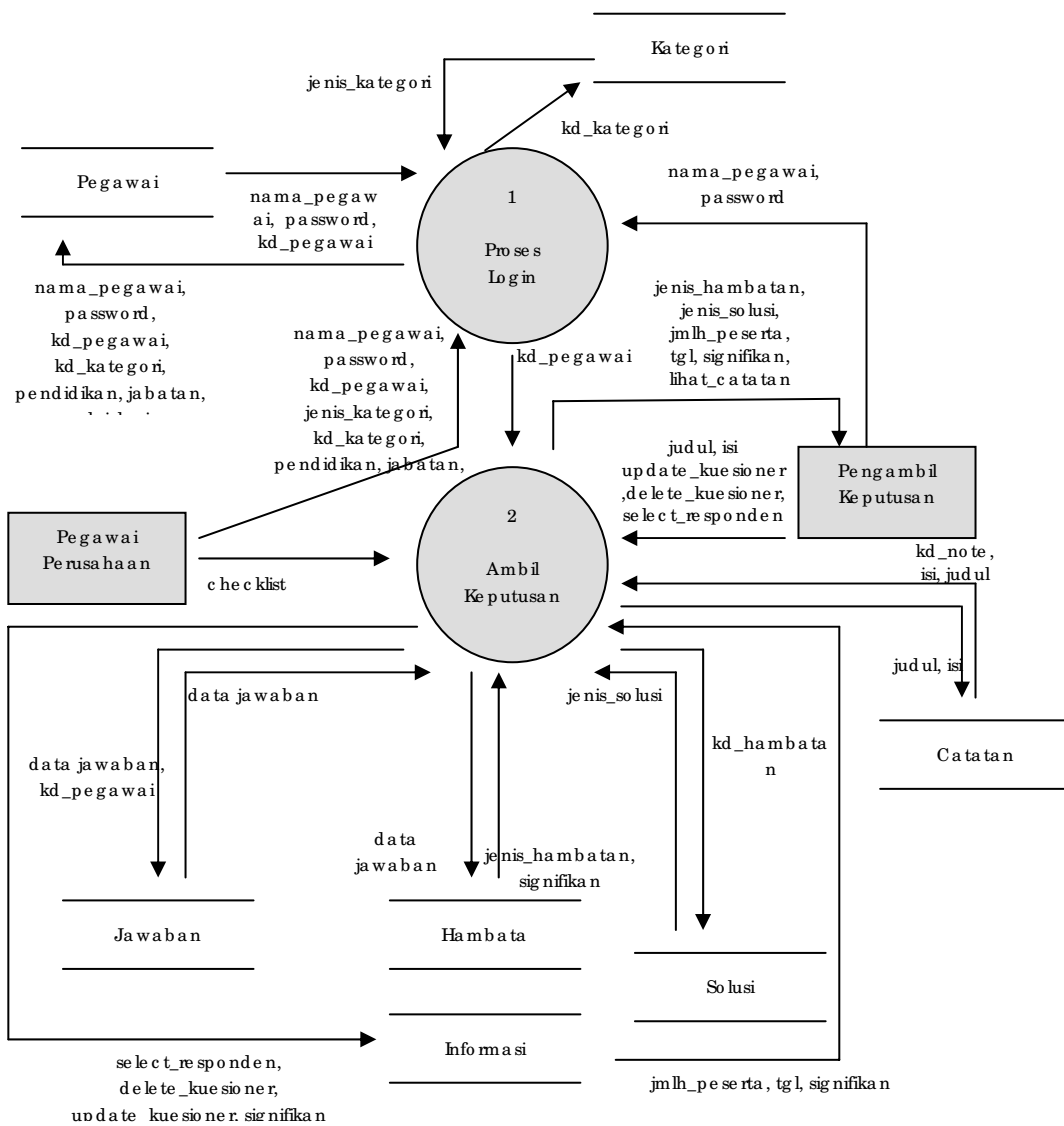 Kategori
jenis_kategori
kd_kategori
Pegawai
nama_pegaw
ai, password,
kd_pegawai
1
Proses
Login
nama_pegawai,
password
nama_pegawai,
password,
kd_pegawai,
kd_kategori,
pendidikan, jabatan,
nama_pegawai,
password,
kd_pegawai,
jenis_kategori,
kd_kategori,
pendidikan, jabatan,
kd_pegawai
jenis_hambatan,
jenis_solusi,
jmlh_peserta,
tgl, signifikan,
lihat_catatan
judul, isi
update_kuesioner
,delete_kuesioner,
select_responden
Pengambil
Keputusan
Pegawai
Perusahaan
checklist
2
Ambil
Keputusan
kd_note,
isi, judul
judul, isi
data jawaban
jenis_solusi
kd_hambata
n
Catatan
data jawaban,
kd_pegawai
data
jawaban
jenis_hambatan,
signifikan
Jawaban
Hambata
Solusi
Informasi
select_responden,
delete_kuesioner,
update_kuesioner, signifikan
jmlh_peserta, tgl, signifikan